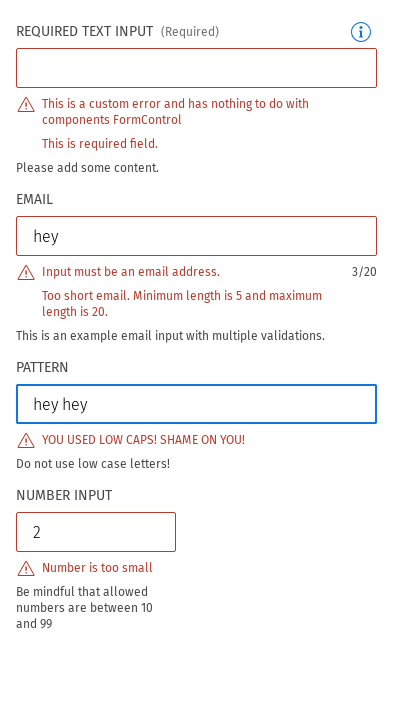 REQUIRED TEXT INPUT (Required)
This is a custom error and has nothing to do with
components FormControl
This is required field.
Please add some content.
EMAIL
hey
Input must be an email address. 3/20
Too short email. Minimum length is 5 and maximum
length is 20.
This is an example email input with multiple validations.
PATTERN
hey hey
YOU USED LOW CAPS! SHAME ON YOU!
Do not use low case letters!
NUMBER INPUT
2
Number is too small
Be mindful that allowed
numbers are between 10
and 99